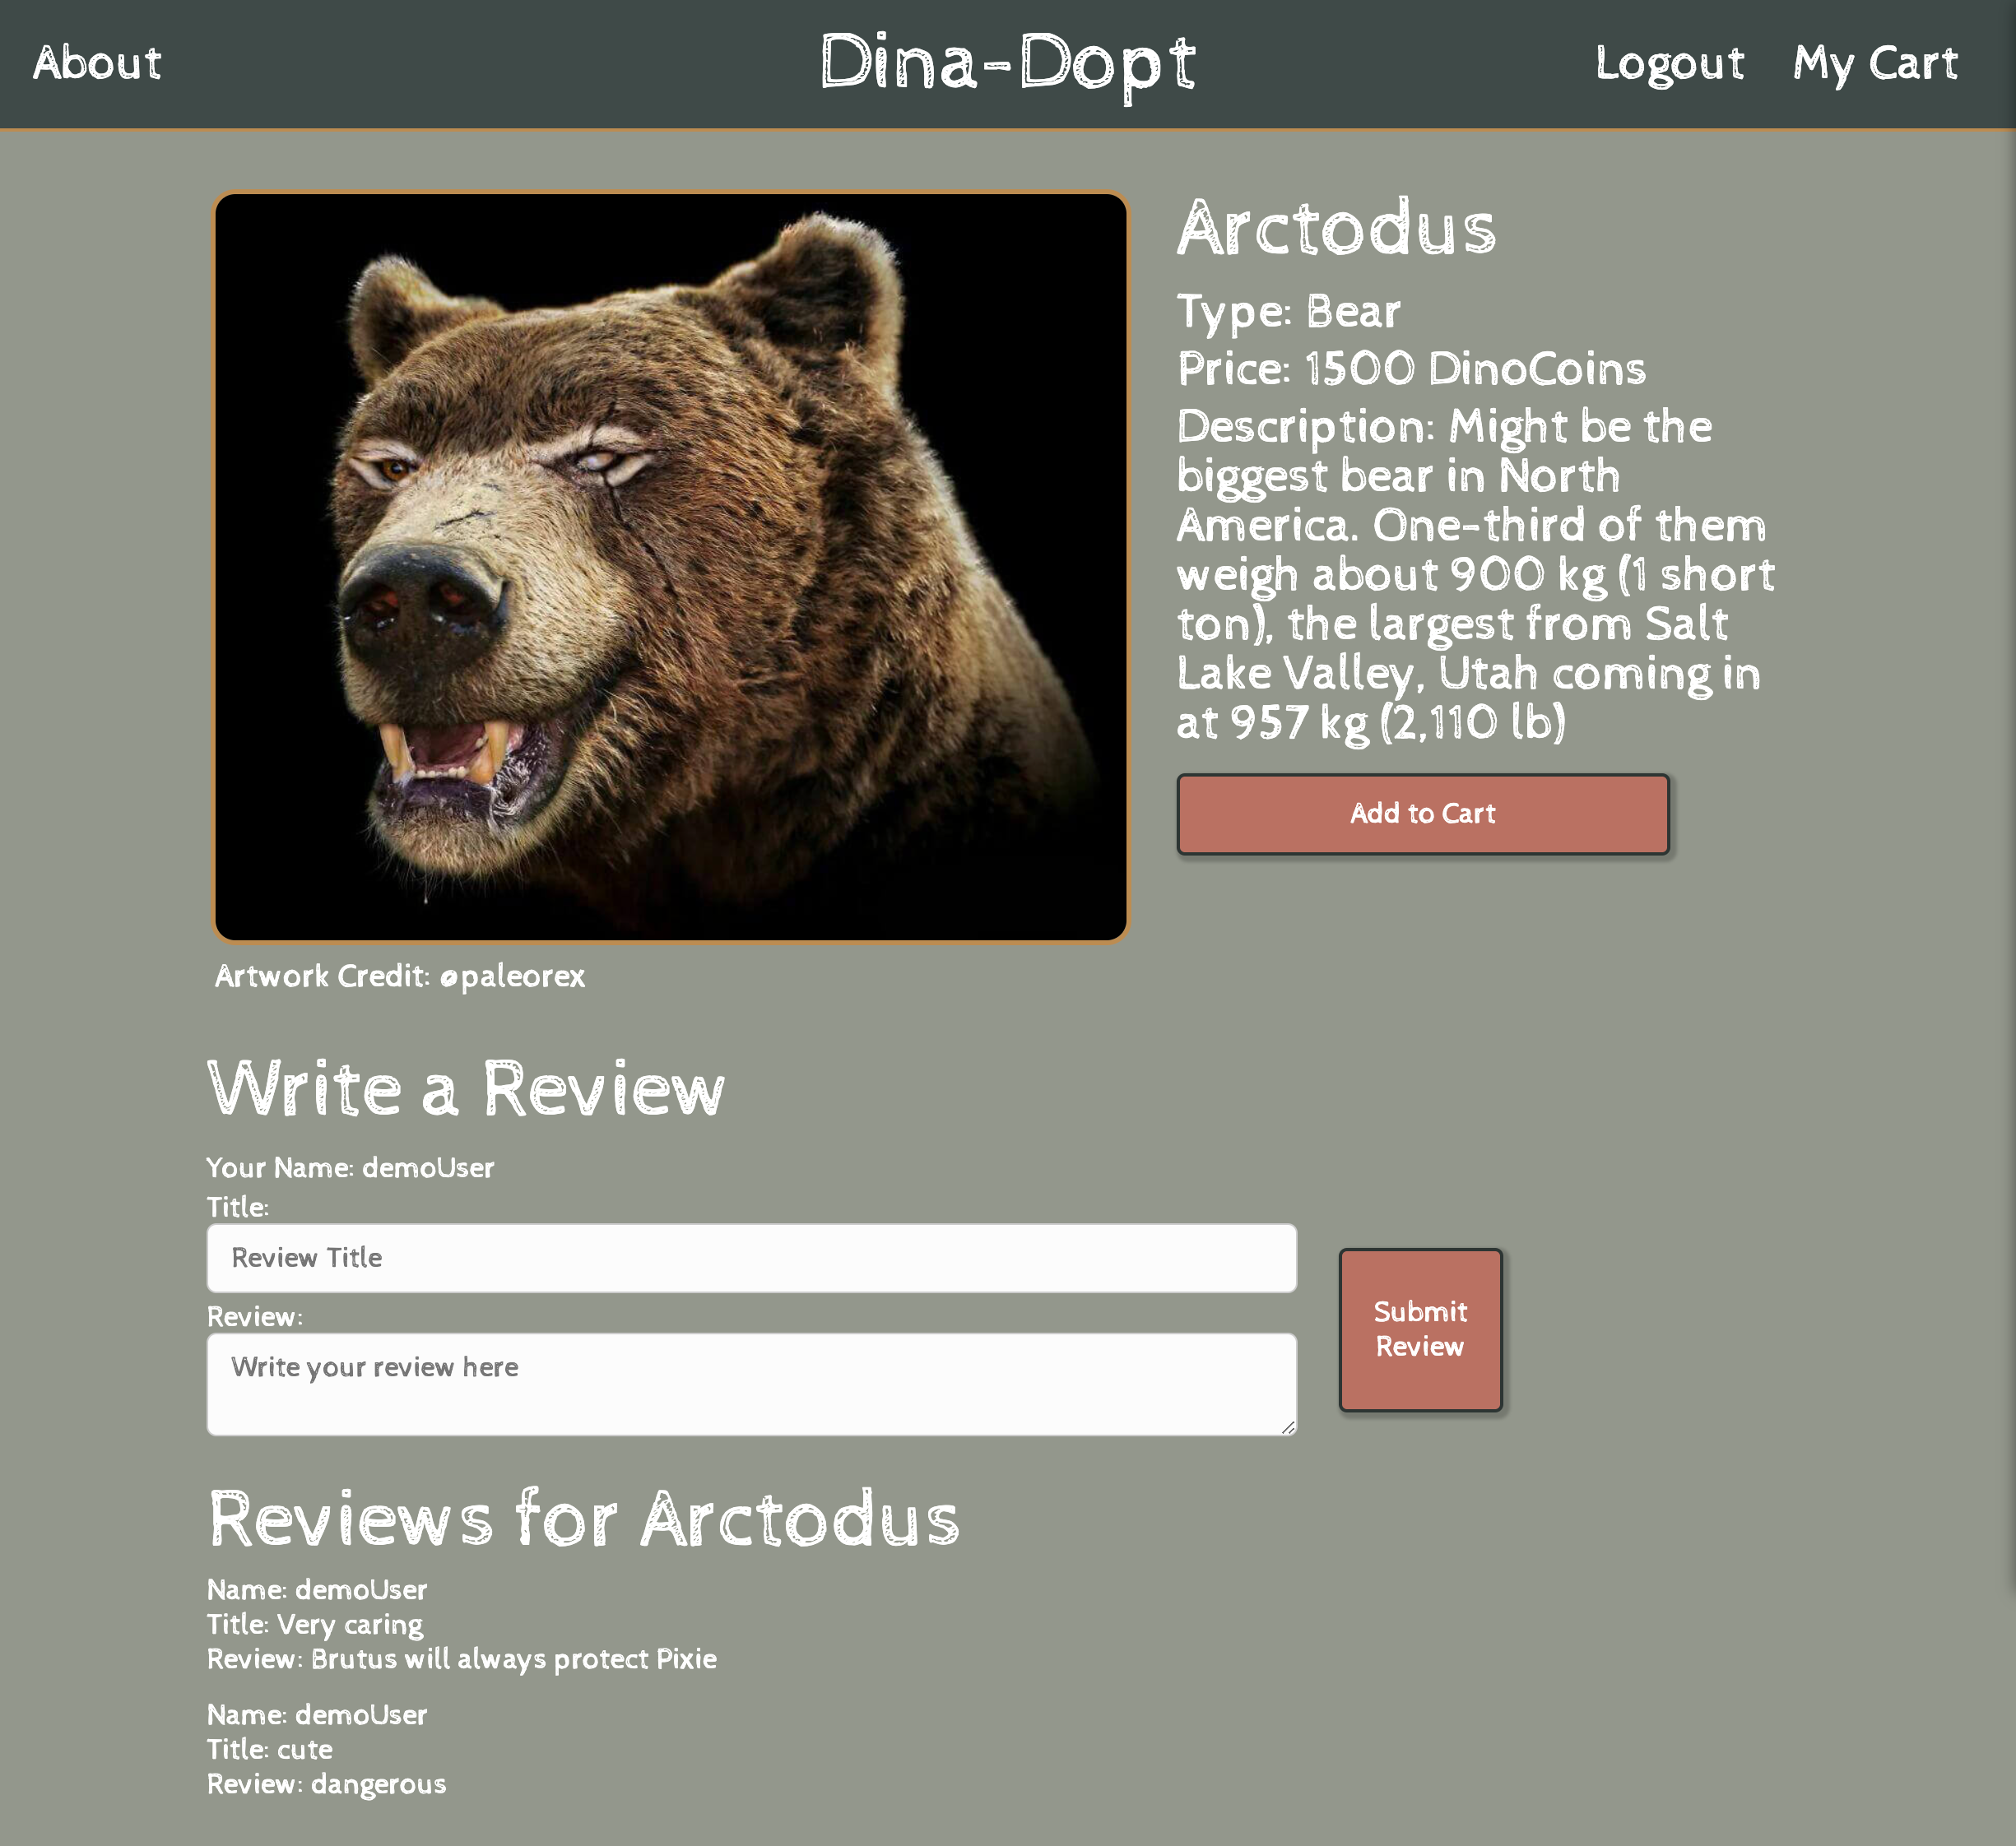 About
Dina-Dopt
Logout
My Cart
Arctodus
Type: Bear
Price: 1500 DinoCoins
Description: Might be the
biggest bear in North
America. One-third of them
weigh about 900 kg (1 short
ton), the largest from Salt
Lake Valley, Utah coming in
at 957 kg (2,110 lb)
Add to Cart
Artwork Credit: @paleorex
Write a Review
Your Name: demoUser
Title:
Review Title
Review:
Write your review here
Submit
Review
Reviews for Arctodus
Name: demoUser
Title: Very caring
Review: Brutus will always protect Pixie
Name: demoUser
Title: cute
Review: dangerous